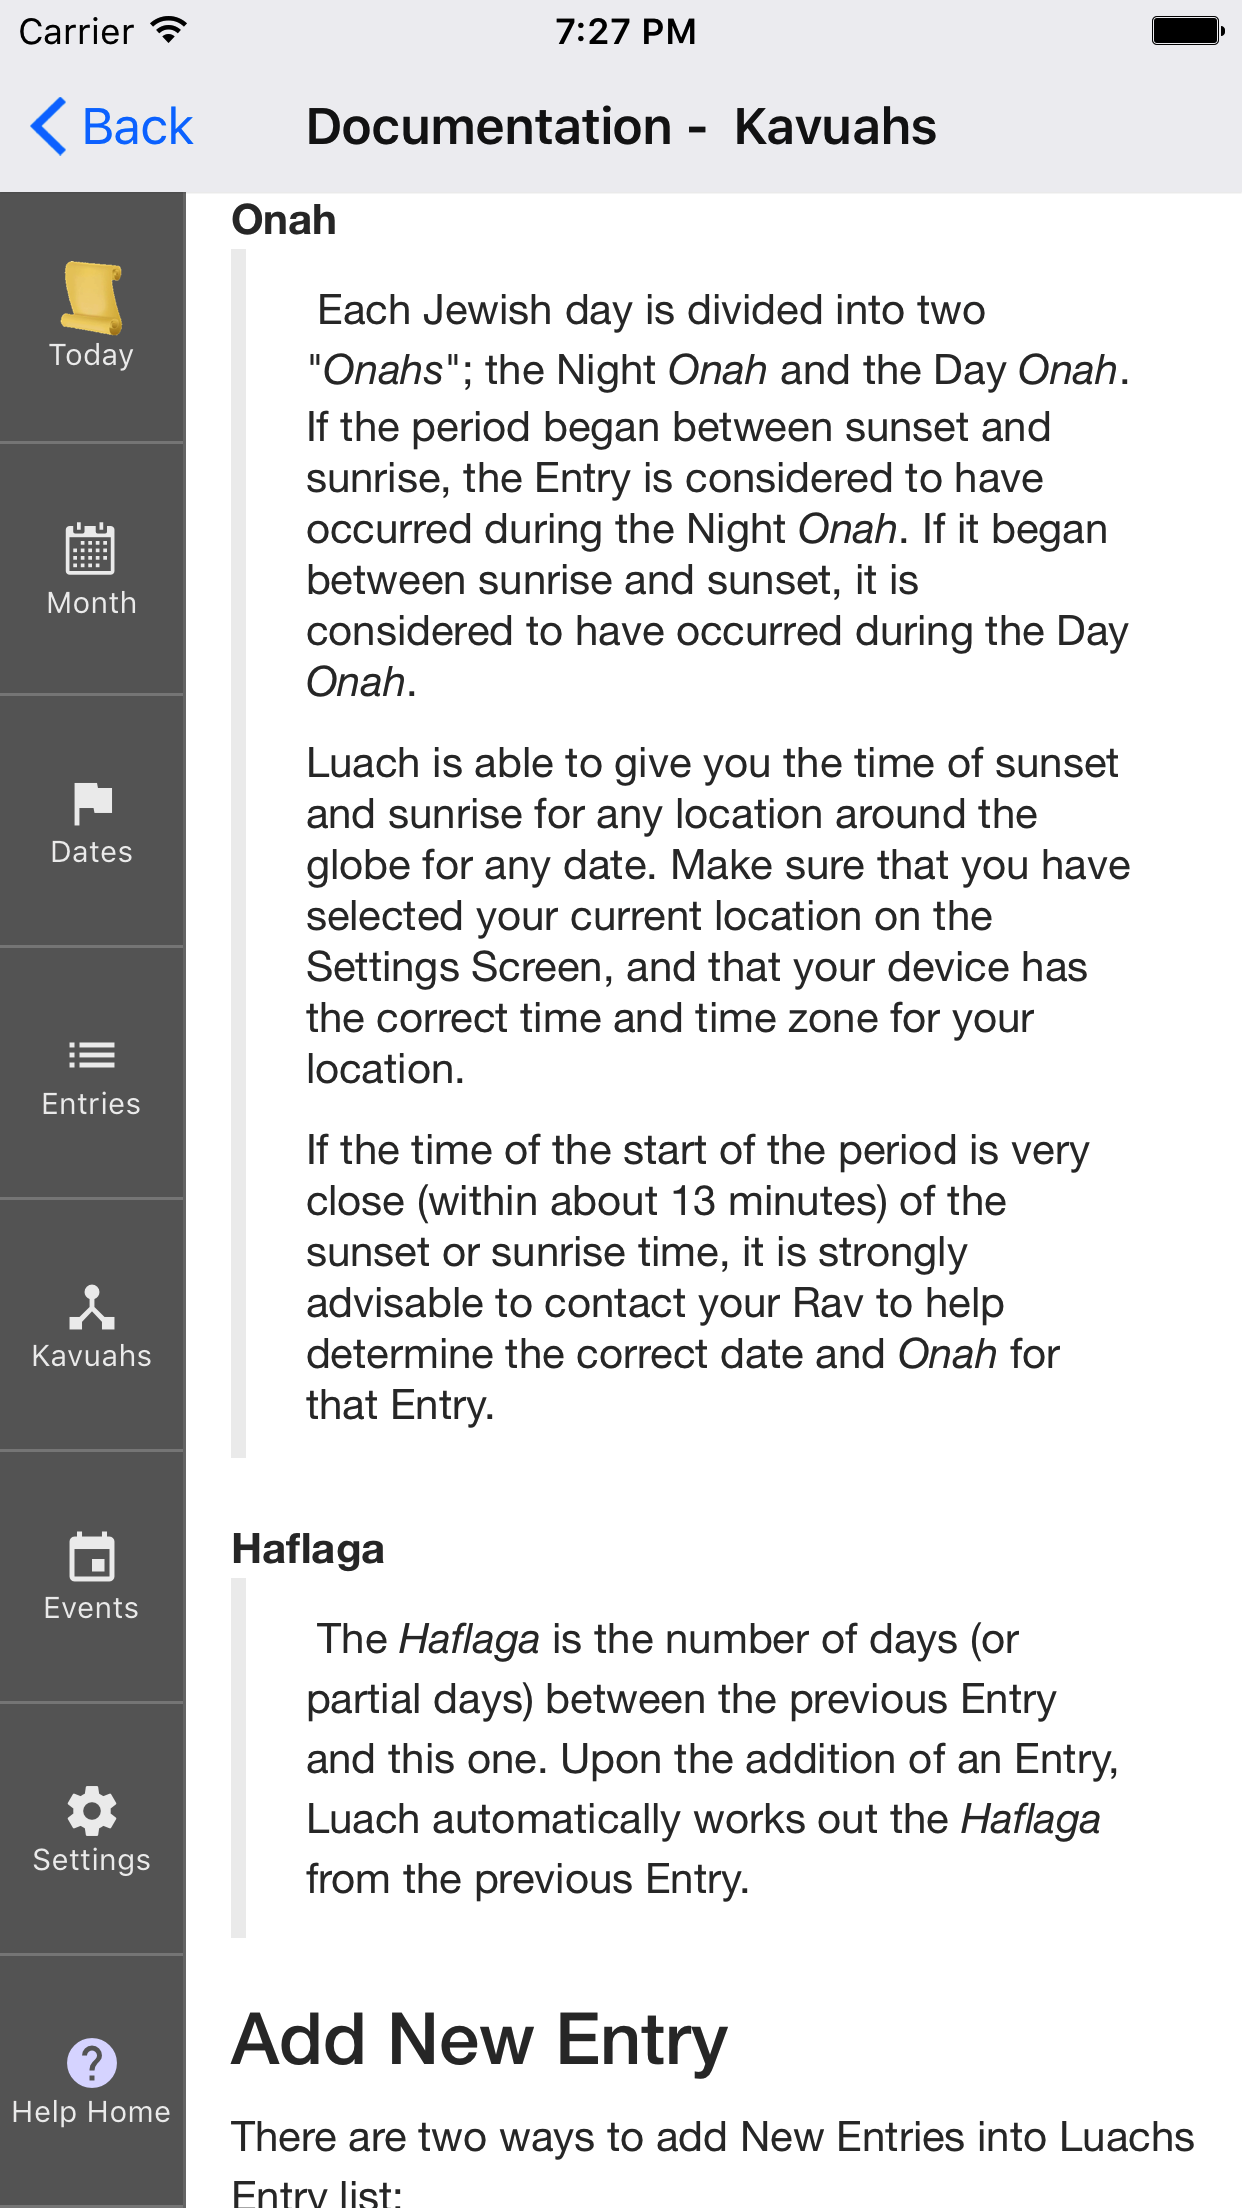 Carrier 7:27 PM
Back Documentation - Kavuahs
Today
Month
Dates
Entries
Kavuahs
Events
Settings
Help Home
Onah
Each Jewish day is divided into two
"Onahs"; the Night Onah and the Day Onah.
If the period began between sunset and
sunrise, the Entry is considered to have
occurred during the Night Onah. If it began
between sunrise and sunset, it is
considered to have occurred during the Day
Onah.
Luach is able to give you the time of sunset
and sunrise for any location around the
globe for any date. Make sure that you have
selected your current location on the
Settings Screen, and that your device has
the correct time and time zone for your
location.
If the time of the start of the period is very
close (within about 13 minutes) of the
sunset or sunrise time, it is strongly
advisable to contact your Rav to help
determine the correct date and Onah for
that Entry.
Haflaga
The Haflaga is the number of days (or
partial days) between the previous Entry
and this one. Upon the addition of an Entry,
Luach automatically works out the Haflaga
from the previous Entry.
Add New Entry
There are two ways to add New Entries into Luachs
Entry list: